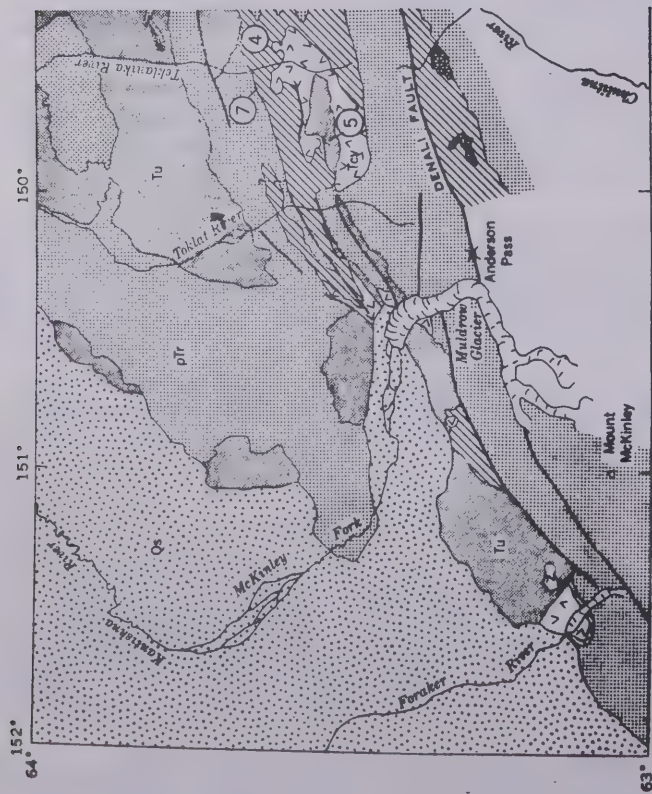 152°
151°
150°
64°
63°
Kantishna
River
Qs
McKinley
Fork
pTr
Toklat River
Tu
Teklanika River
7
4
5
Tcy
DENALI FAULT
Chulitna
River
Anderson
Pass
Muldrow
Glacier
Mount
McKinley
Tu
Foraker
River